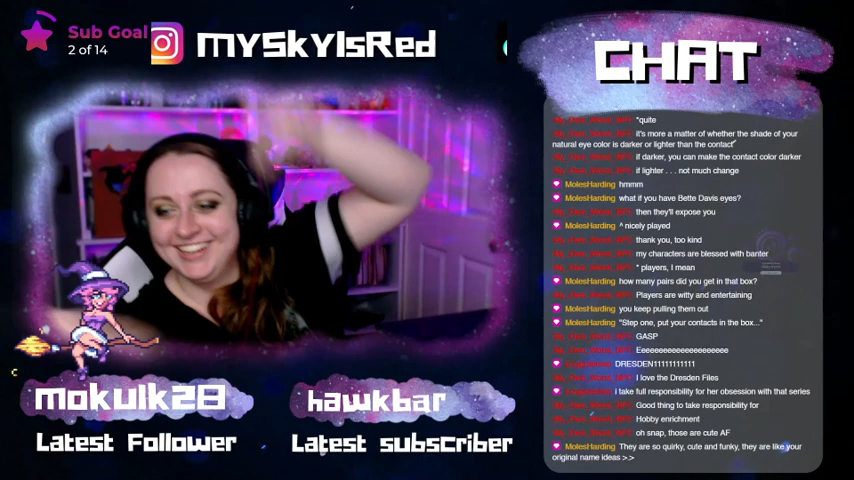 Sub Goal
2 of 14
MYSkyIsRed
CHAT
"quite
it's more a matter of whether the shade of your
natural eye color is darker or lighter than the contact"
if darker, you can make the contact color darker
if lighter . . . not much change
MolesHarding hmmm
MolesHarding what if you have Bette Davis eyes?
then they'll expose you
MolesHarding ^ nicely played
thank you, too kind
my characters are blessed with banter
* players, I mean
MolesHarding how many pairs did you get in that box?
Players are witty and entertaining
MolesHarding you keep pulling them out
MolesHarding "Step one, put your contacts in the box..."
GASP
Eeeeeeeeeeeeeeeeeeee
DRESDEN11111111111
I love the Dresden Files
i take full responsibility for her obsession with that series
Good thing to take responsibility for
Hobby enrichment
oh snap, those are cute AF
MolesHarding They are so quirky, cute and funky, they are like your
original name ideas >.>
mokulk28
Latest Follower
hawkbar
Latest subscriber